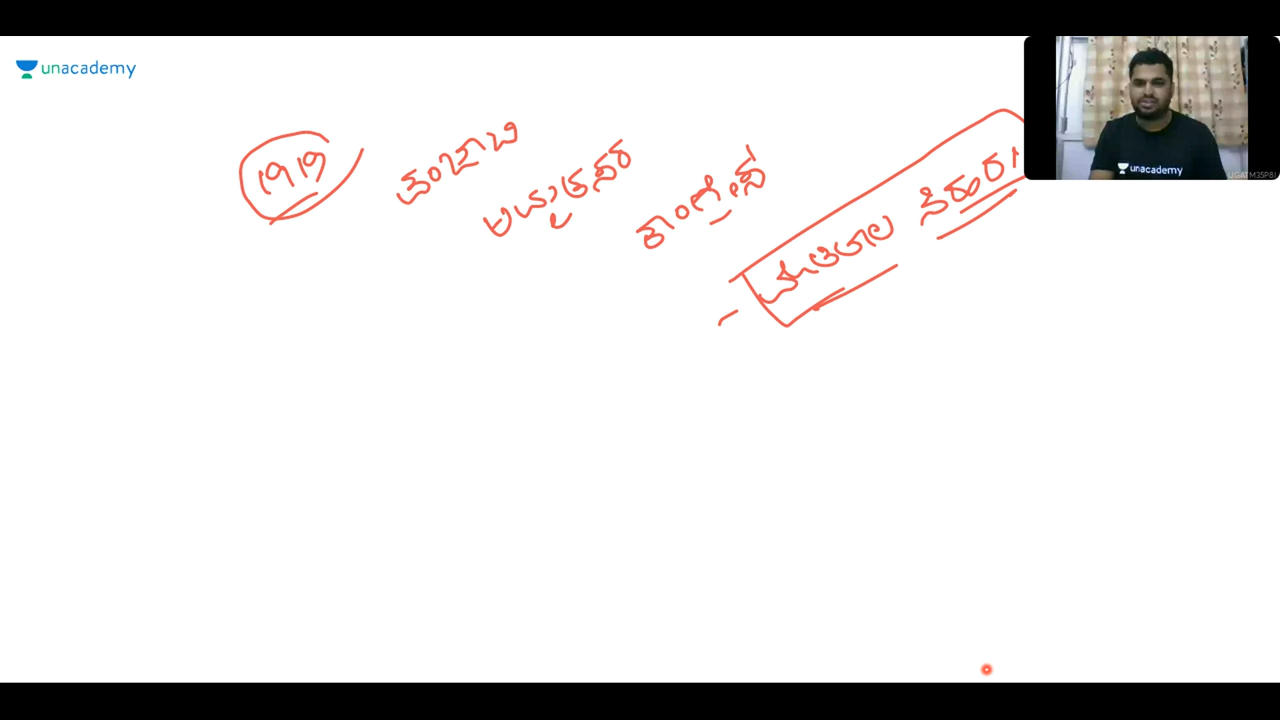 unacademy
1919
ಪಂಜಾಬಿ
ಅಮೃತಸರ
ಕಾಂಗ್ರೇಸ
ಮೋತಿಲಾಲ ನೆಹರು
unacademy